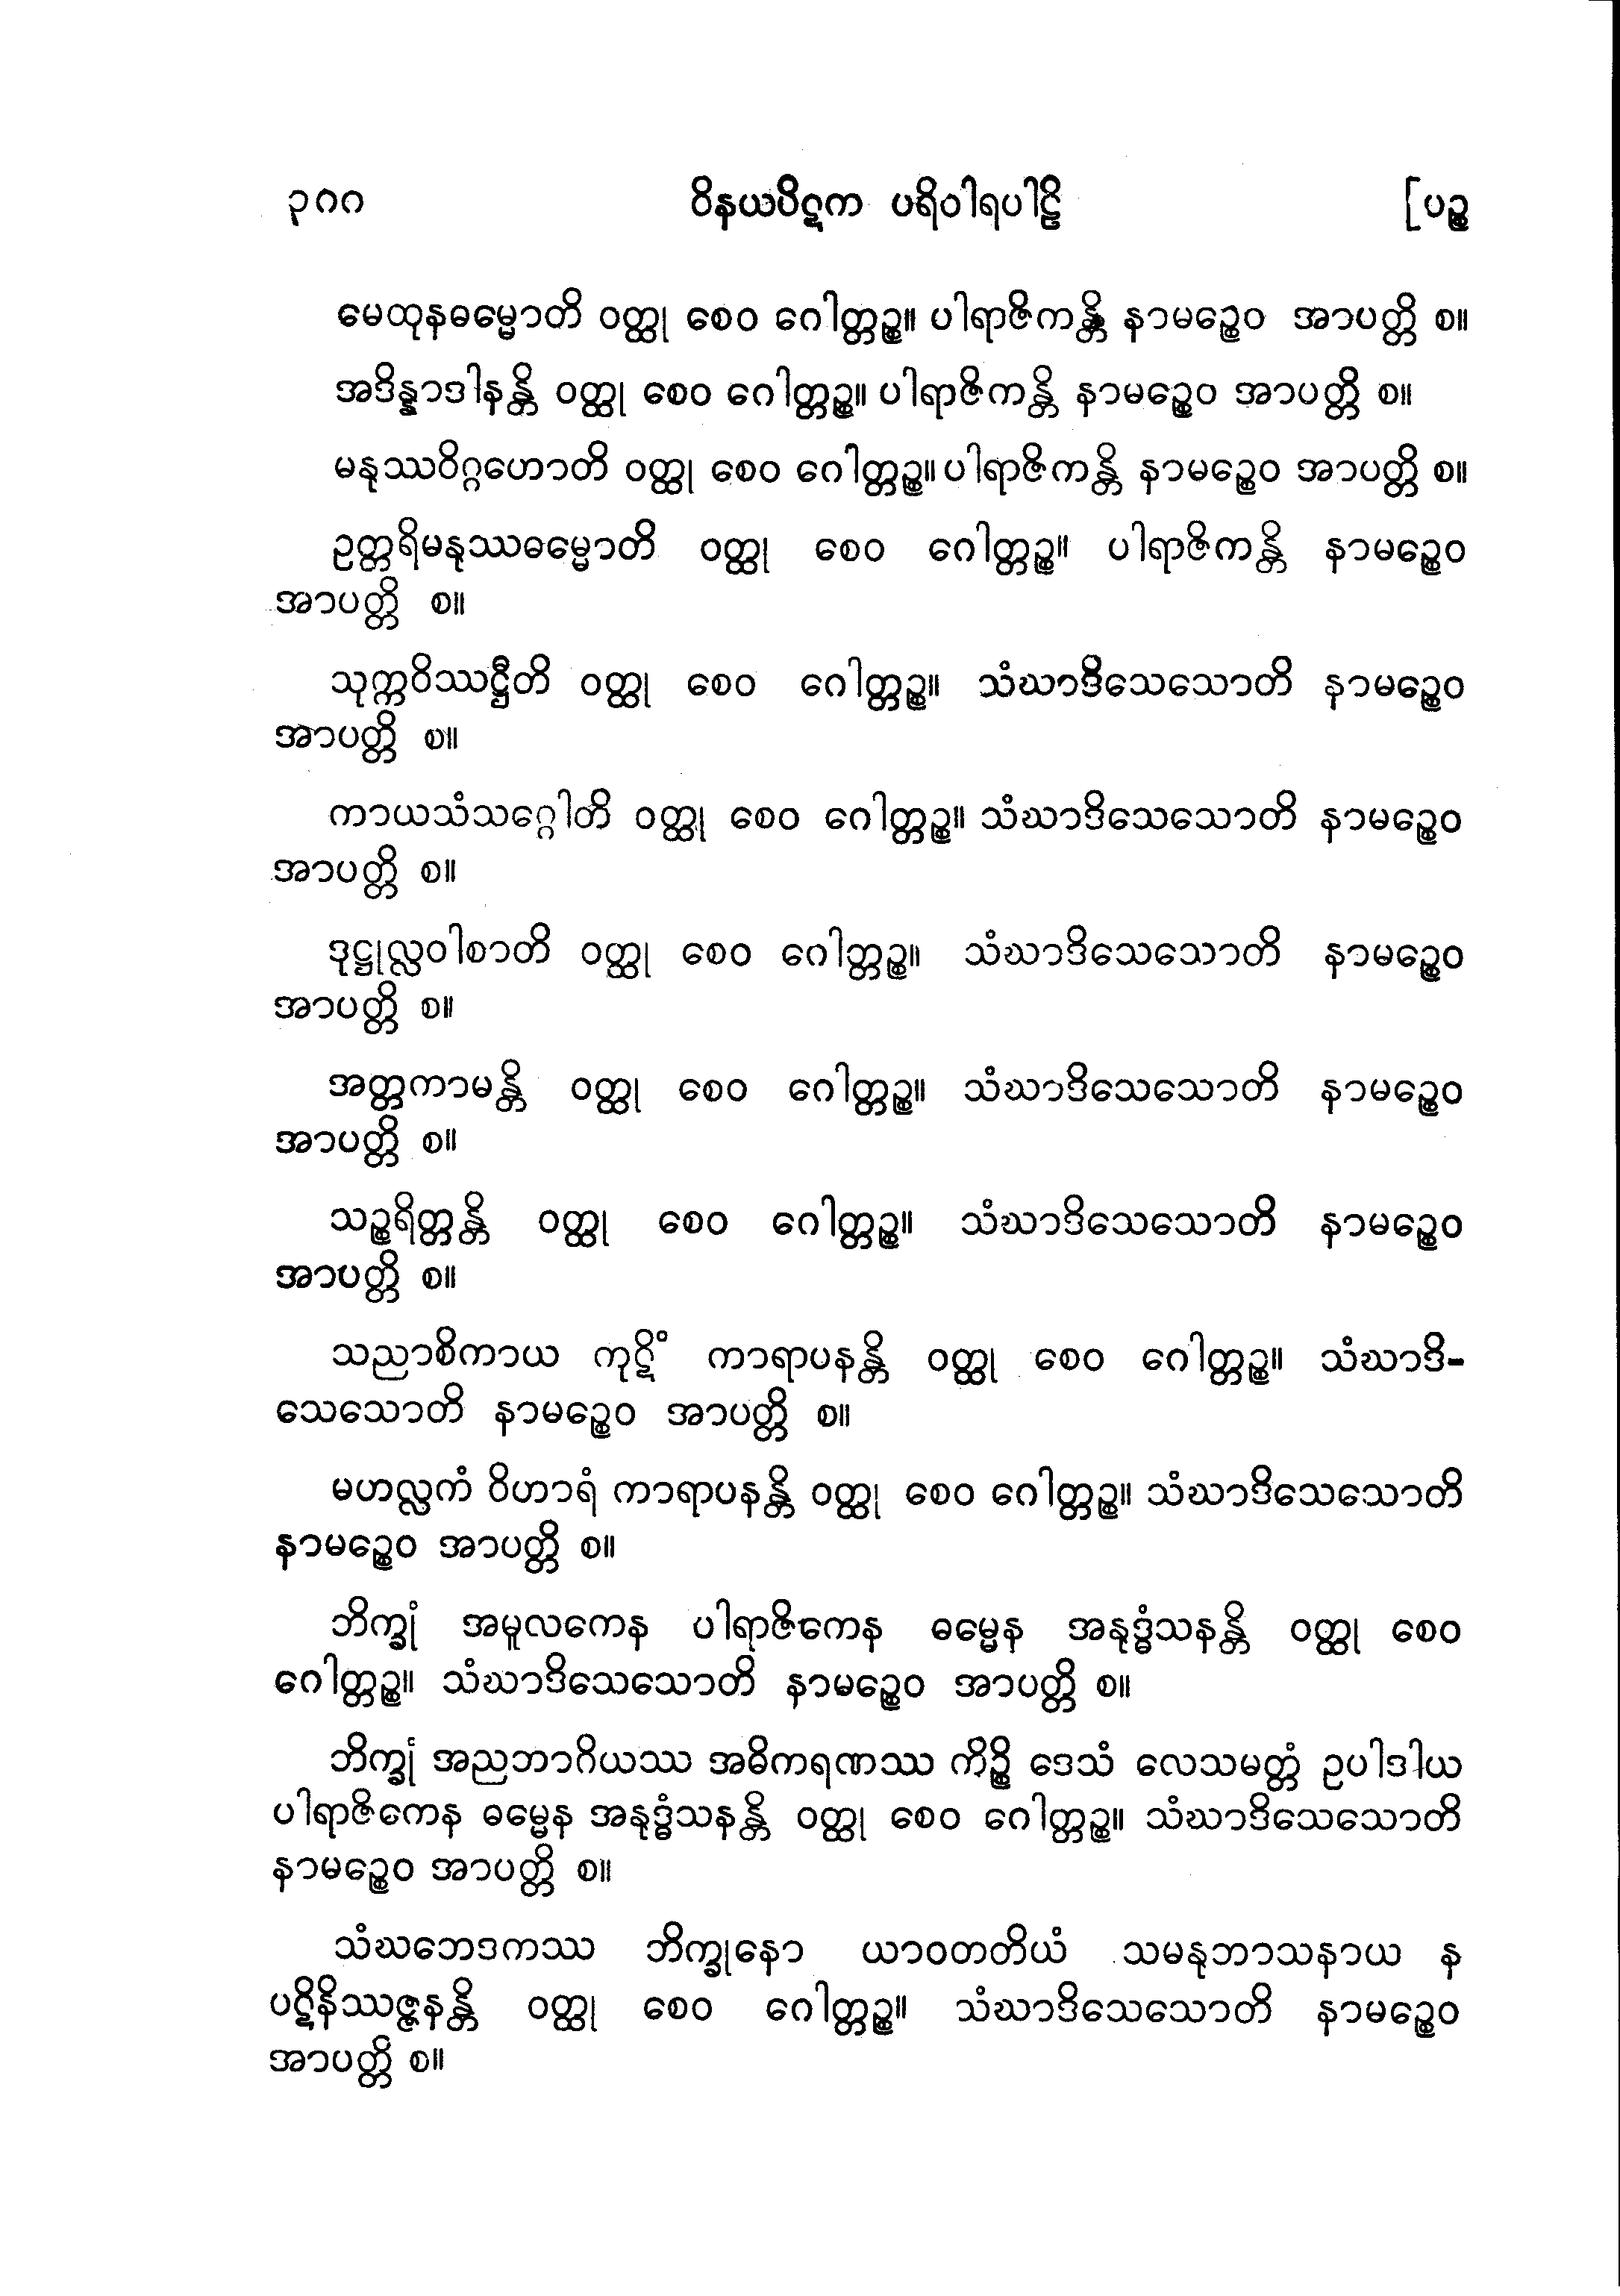 ၃၈၈ ဝိနယပိဋက ပရိဝါရပါဠိ [ပဉ္စ
မေထုနဓမ္မောတိ ဝတ္ထု စေဝ ဂေါတ္တဉ္စ။ ပါရာဇိကန္တိ နာမဉ္စေဝ အာပတ္တိ စ။
အဒိန္နာဒါနန္တိ ဝတ္ထု စေဝ ဂေါတ္တဉ္စ။ ပါရာဇိကန္တိ နာမဉ္စေဝ အာပတ္တိ စ။
မနုဿဝိဂ္ဂဟောတိ ဝတ္ထု စေဝ ဂေါတ္တဉ္စ။ ပါရာဇိကန္တိ နာမဉ္စေဝ အာပတ္တိ စ။
ဥတ္တရိမနုဿဓမ္မောတိ ဝတ္ထု စေဝ ဂေါတ္တဉ္စ။ ပါရာဇိကန္တိ နာမဉ္စေဝ
အာပတ္တိ စ။
သုက္ကဝိဿဋ္ဌီတိ ဝတ္ထု စေဝ ဂေါတ္တဉ္စ။ သံဃာဒိသေသောတိ နာမဉ္စေဝ
အာပတ္တိ စ။
ကာယသံသဂ္ဂေါတိ ဝတ္ထု စေဝ ဂေါတ္တဉ္စ။ သံဃာဒိသေသောတိ နာမဉ္စေဝ
အာပတ္တိ စ။
ဒုဋ္ဌုလ္လဝါစာတိ ဝတ္ထု စေဝ ဂေါတ္တဉ္စ။ သံဃာဒိသေသောတိ နာမဉ္စေဝ
အာပတ္တိ စ။
အတ္တကာမန္တိ ဝတ္ထု စေဝ ဂေါတ္တဉ္စ။ သံဃာဒိသေသောတိ နာမဉ္စေဝ
အာပတ္တိ စ။
သဉ္စရိတ္တန္တိ ဝတ္ထု စေဝ ဂေါတ္တဉ္စ။ သံဃာဒိသေသောတိ နာမဉ္စေဝ
အာပတ္တိ စ။
သညာစိကာယ ကုဋိံ ကာရာပနန္တိ ဝတ္ထု စေဝ ဂေါတ္တဉ္စ။ သံဃာဒိ-
သေသောတိ နာမဉ္စေဝ အာပတ္တိ စ။
မဟလ္လကံ ဝိဟာရံ ကာရာပနန္တိ ဝတ္ထု စေဝ ဂေါတ္တဉ္စ။ သံဃာဒိသေသောတိ
နာမဉ္စေဝ အာပတ္တိ စ။
ဘိက္ခုံ အမူလကေန ပါရာဇိကေန ဓမ္မေန အနုဒ္ဓံသနန္တိ ဝတ္ထု စေဝ
ဂေါတ္တဉ္စ။ သံဃာဒိသေသောတိ နာမဉ္စေဝ အာပတ္တိ စ။
ဘိက္ခုံ အညဘာဂိယဿ အဓိကရဏဿ ကိဉ္စိ ဒေသံ လေသမတ္တံ ဥပါဒါယ
ပါရာဇိကေန ဓမ္မေန အနုဒ္ဓံသနန္တိ ဝတ္ထု စေဝ ဂေါတ္တဉ္စ။ သံဃာဒိသေသောတိ
နာမဉ္စေဝ အာပတ္တိ စ။
သံဃဘေဒကဿ ဘိက္ခုနော ယာဝတတိယံ သမနုဘာသနာယ န
ပဋိနိဿဇ္ဇနန္တိ ဝတ္ထု စေဝ ဂေါတ္တဉ္စ။ သံဃာဒိသေသောတိ နာမဉ္စေဝ
အာပတ္တိ စ။